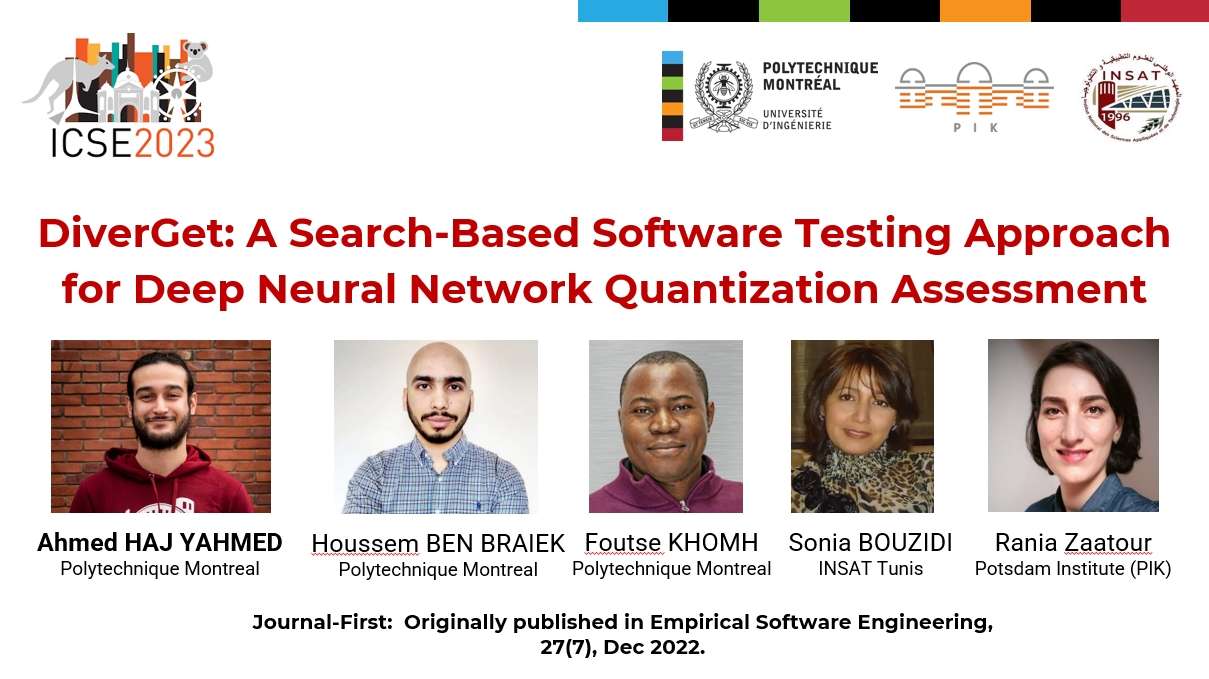 ICSE2023
POLYTECHNIQUE
MONTRÉAL
UNIVERSITÉ
D'INGÉNIERIE
P I K
INSAT
1996
DiverGet: A Search-Based Software Testing Approach
for Deep Neural Network Quantization Assessment
Ahmed HAJ YAHMED
Polytechnique Montreal
Houssem BEN BRAIEK
Polytechnique Montreal
Foutse KHOMH
Polytechnique Montreal
Sonia BOUZIDI
INSAT Tunis
Rania Zaatour
Potsdam Institute (PIK)
Journal-First:  Originally published in Empirical Software Engineering,
27(7), Dec 2022.